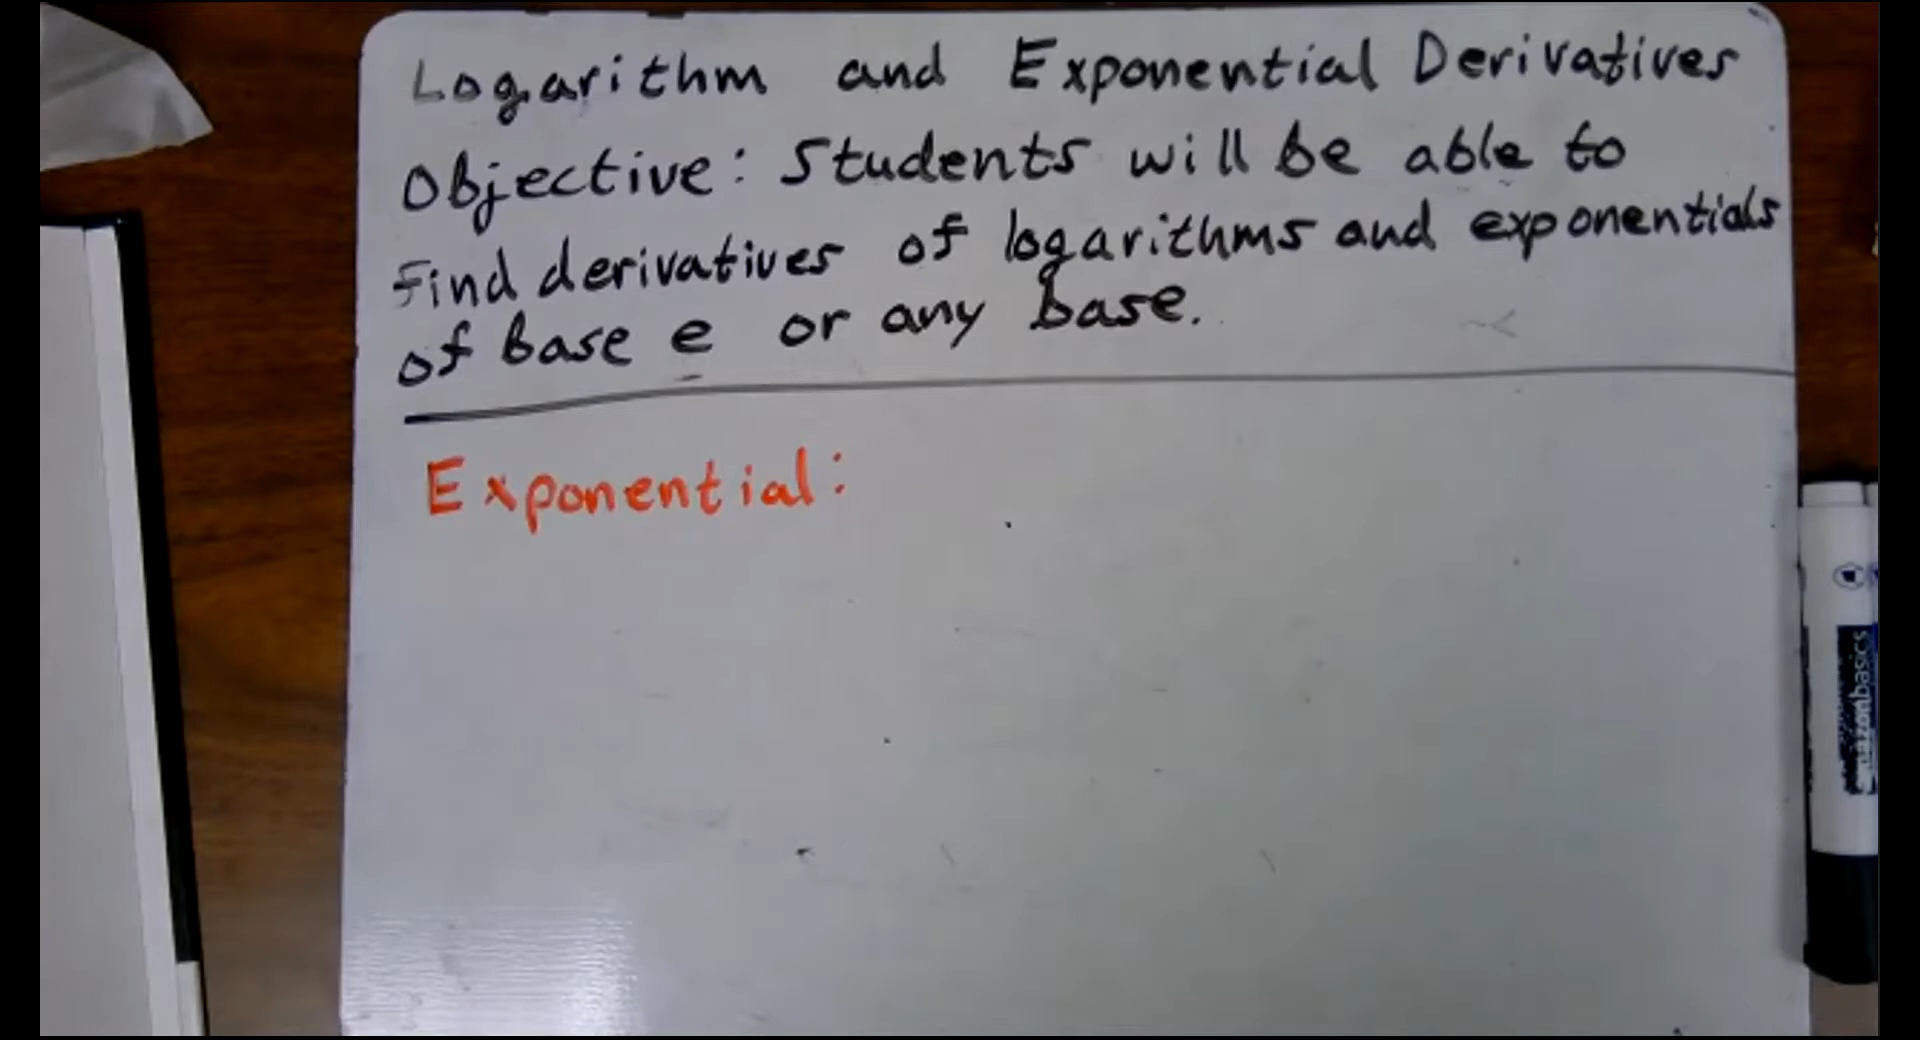 Logarithm and Exponential Derivatives
Objective: Students will be able to
Find derivatives of logarithms and exponentials
of base e or any base.
Exponential:
amazonbasics